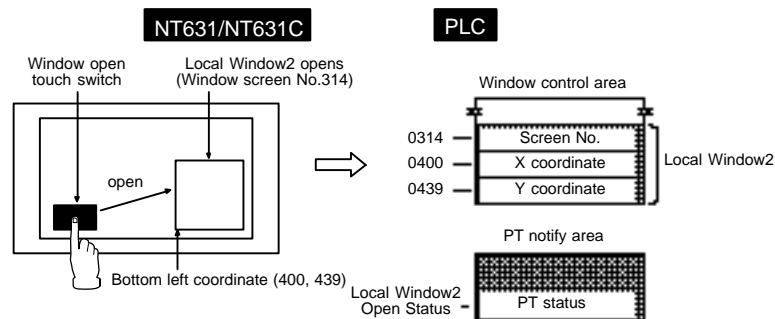 NT631/NT631C
PLC
Window open
touch switch
Local Window2 opens
(Window screen No.314)
open
Bottom left coordinate (400, 439)
Window control area
0314
Screen No.
0400
X coordinate
0439
Y coordinate
Local Window2
PT notify area
Local Window2
Open Status
PT status